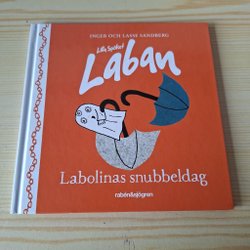 INGER OCH LASSE SANDBERG
Lilla Spöket
Laban
Labolinas snubbeldag
rabén&sjögren